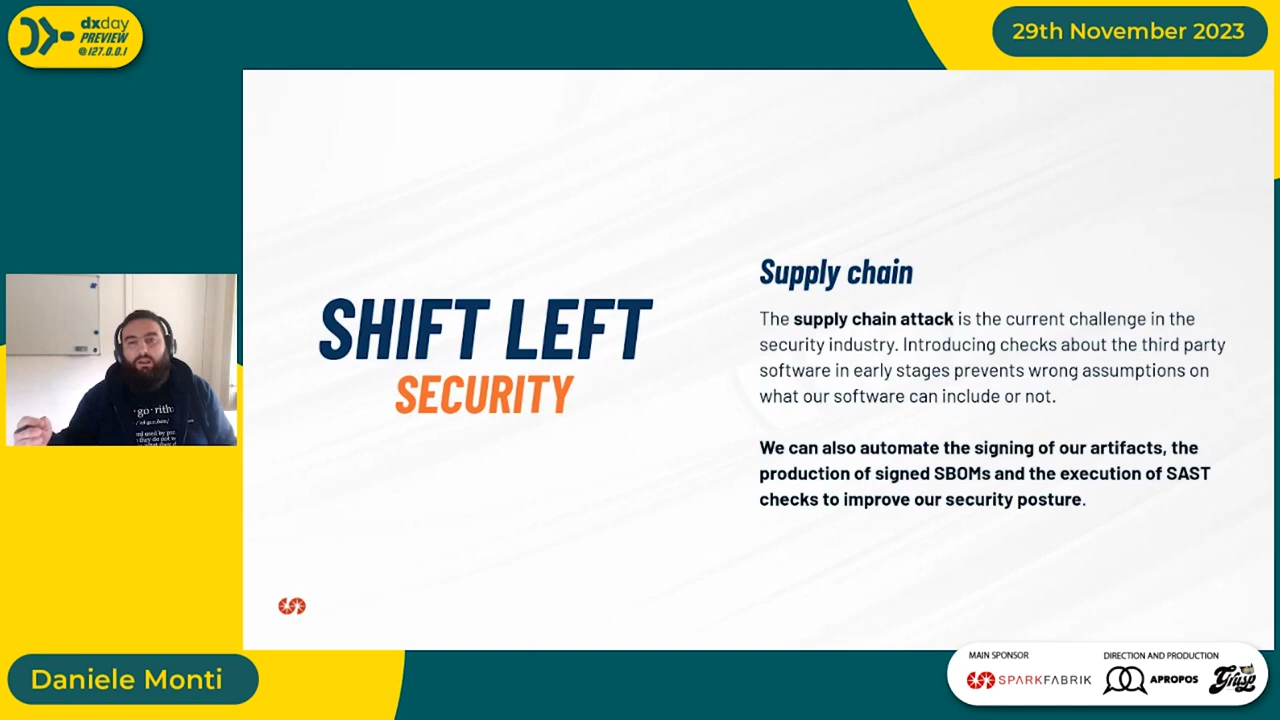 dxday
PREVIEW
@127.0.0.1
29th November 2023
SHIFT LEFT
SECURITY
Supply chain
The supply chain attack is the current challenge in the
security industry. Introducing checks about the third party
software in early stages prevents wrong assumptions on
what our software can include or not.
We can also automate the signing of our artifacts, the
production of signed SBOMs and the execution of SAST
checks to improve our security posture.
go·rith
Daniele Monti
MAIN SPONSOR
SPARKFABRIK
DIRECTION AND PRODUCTION
APROPOS
Grusp